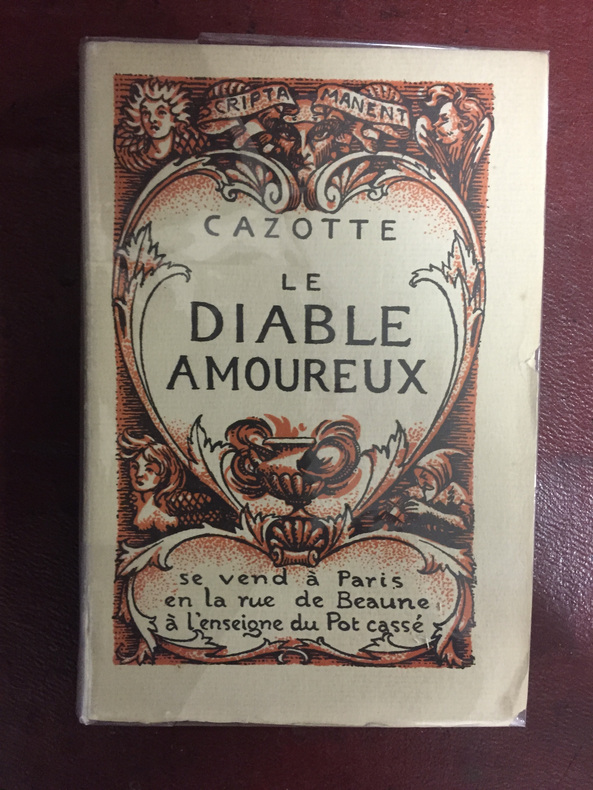 SCRIPTA MANENT
CAZOTTE
LE
DIABLE
AMOUREUX
se vend à Paris
en la rue de Beaune
à l'enseigne du Pot cassé